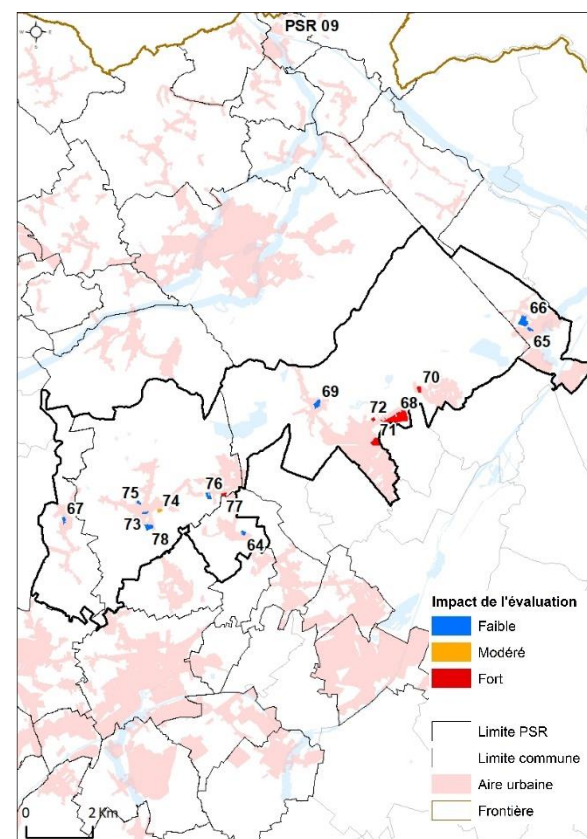 PSR 09
66
65
70
69
72
68
71
75
74
76
67
73
77
78
64
Impact de l'évaluation
Faible
Modéré
Fort
Limite PSR
Limite commune
Aire urbaine
Frontière
0 2 Km